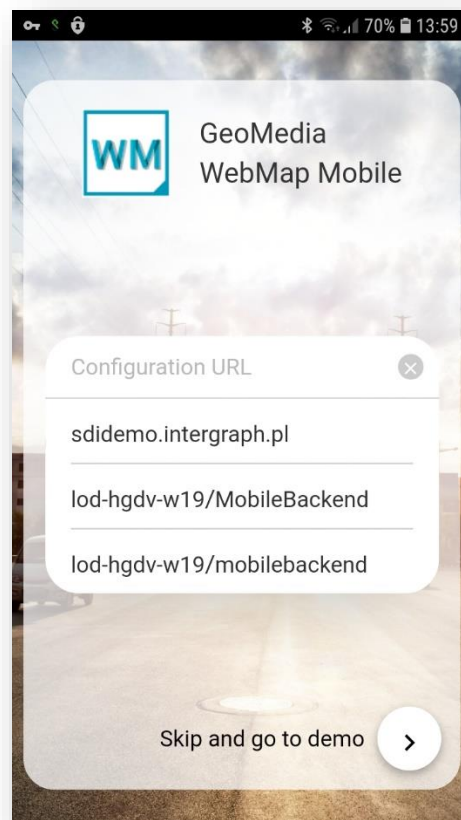 70% 13:59
WM
GeoMedia
WebMap Mobile
Configuration URL
sdidemo.intergraph.pl
lod-hgdv-w19/MobileBackend
lod-hgdv-w19/mobilebackend
Skip and go to demo